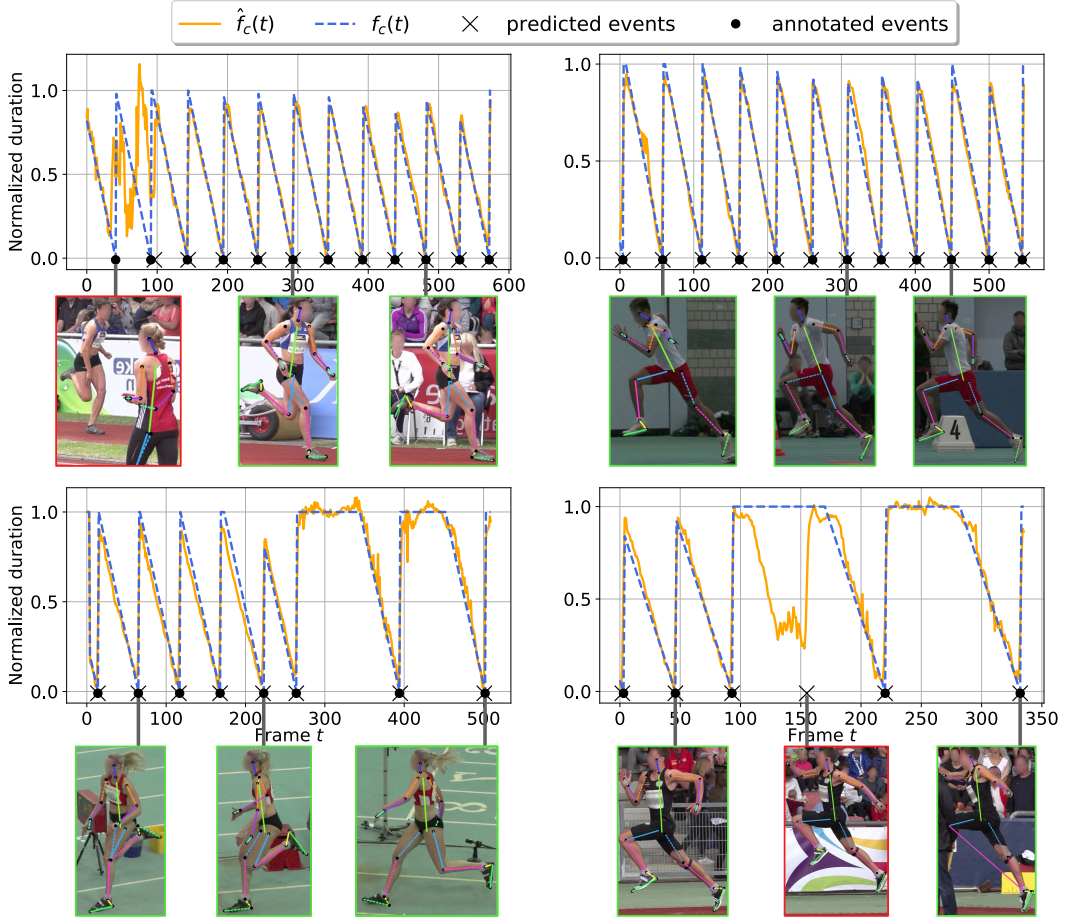 f̂_c(t) f_c(t) predicted events annotated events
Normalized duration
1.0
0.5
0.0
0 100 200 300 400 500 600
1.0
0.5
0.0
0 100 200 300 400 500
4
Normalized duration
1.0
0.5
0.0
0 100 200 300 400 500
Frame t
1.0
0.5
0.0
0 50 100 150 200 250 300 350
Frame t